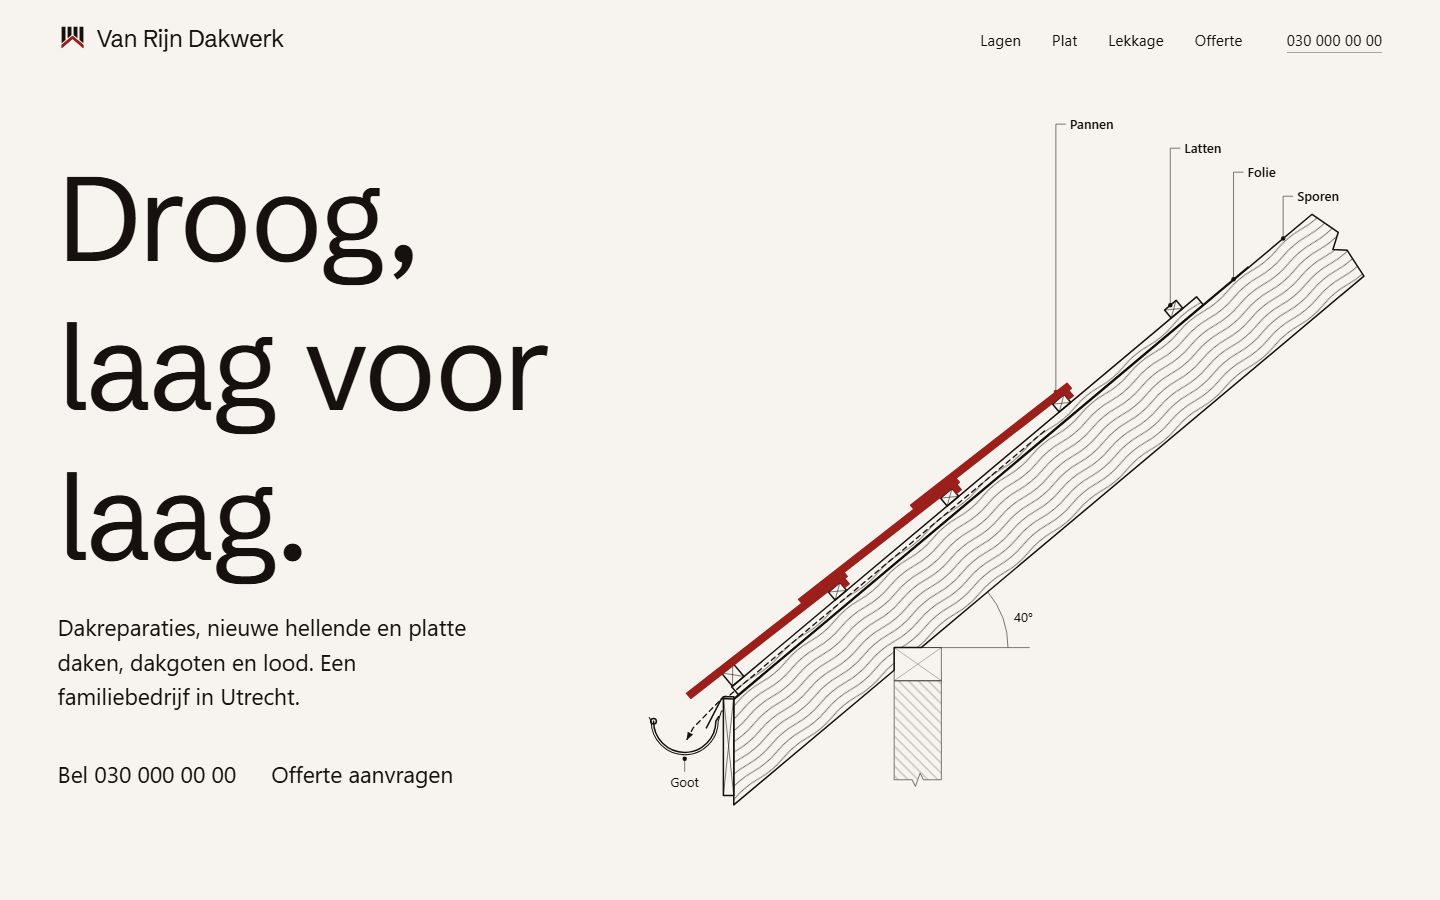 Van Rijn Dakwerk
Lagen Plat Lekkage Offerte 030 000 00 00
Droog,
laag voor
laag.
Dakreparaties, nieuwe hellende en platte
daken, dakgoten en lood. Een
familiebedrijf in Utrecht.
Bel 030 000 00 00 Offerte aanvragen
Pannen
Latten
Folie
Sporen
40°
Goot